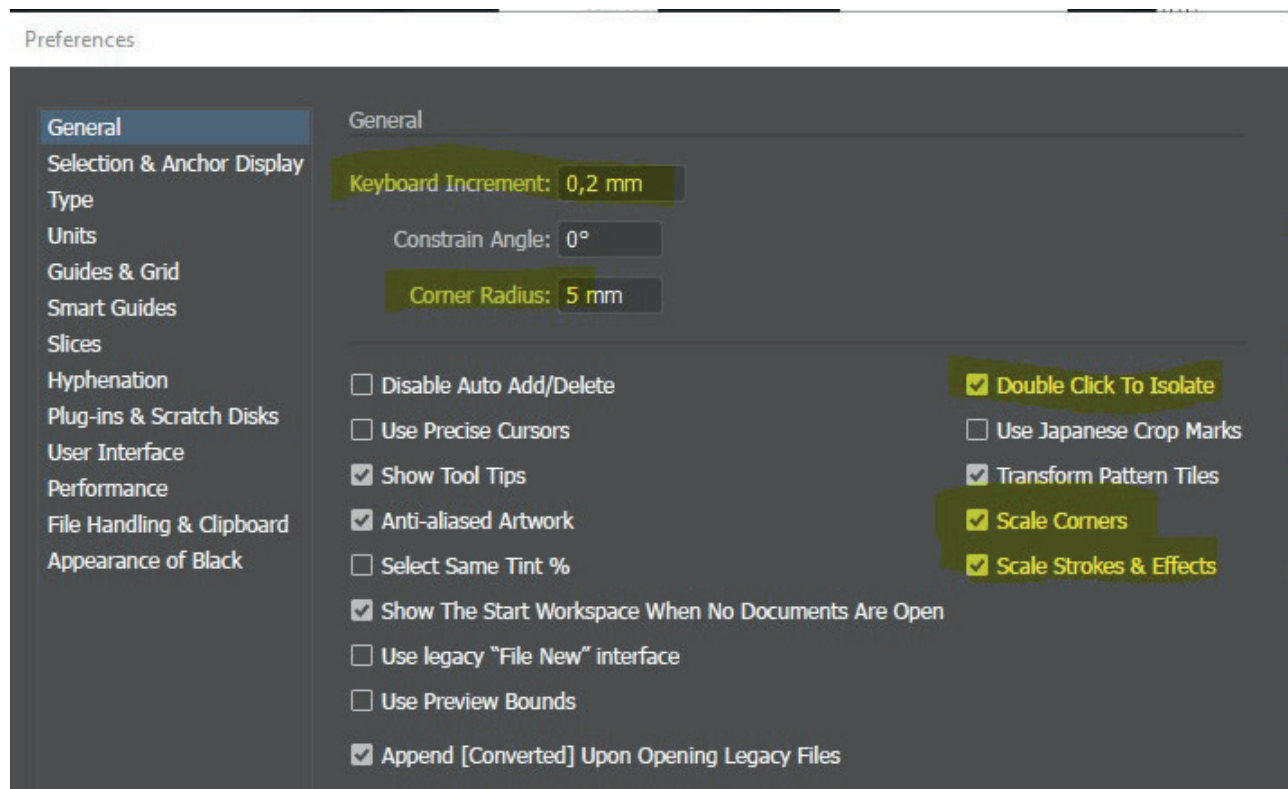 Preferences
General
Selection & Anchor Display
Type
Units
Guides & Grid
Smart Guides
Slices
Hyphenation
Plug-ins & Scratch Disks
User Interface
Performance
File Handling & Clipboard
Appearance of Black
General
Keyboard Increment: 0,2 mm
Constrain Angle: 0°
Corner Radius: 5 mm
Disable Auto Add/Delete
Use Precise Cursors
Show Tool Tips
Anti-aliased Artwork
Select Same Tint %
Show The Start Workspace When No Documents Are Open
Use legacy “File New” interface
Use Preview Bounds
Append [Converted] Upon Opening Legacy Files
Double Click To Isolate
Use Japanese Crop Marks
Transform Pattern Tiles
Scale Corners
Scale Strokes & Effects